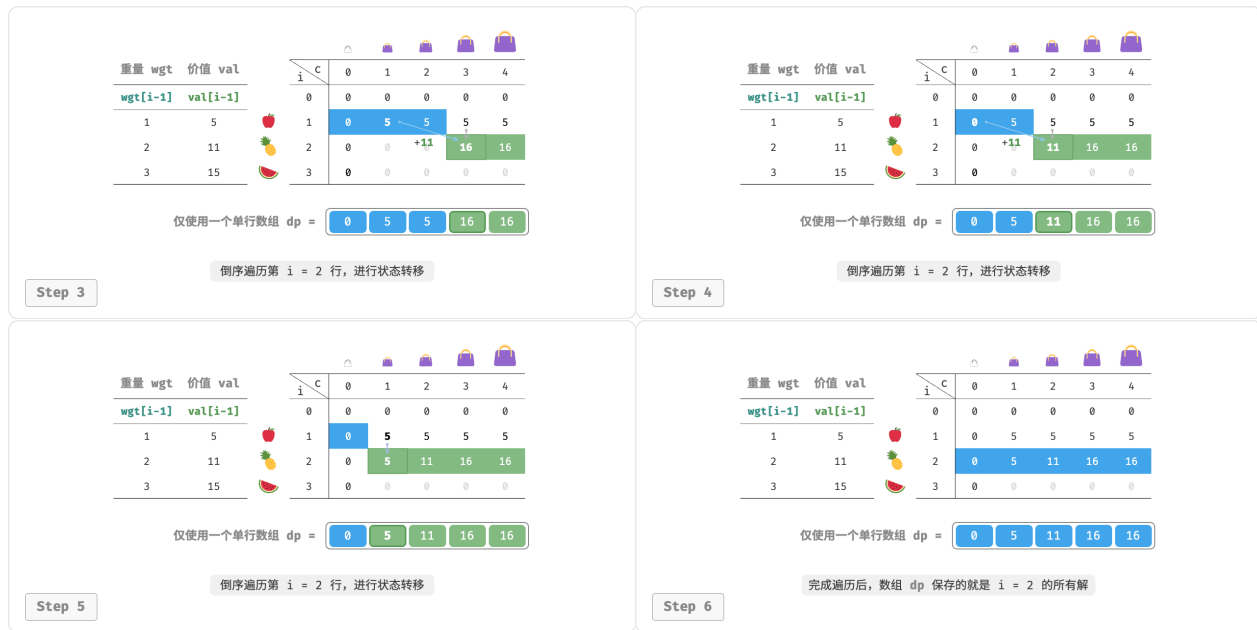 重量 wgt 价值 val
i C 0 1 2 3 4
wgt[i-1] val[i-1] 0 0 0 0 0 0
1 5 1 0 5 5 5 5
+11
2 11 2 0 0 0 16 16
3 15 3 0 0 0 0 0
仅使用一个单行数组 dp = 0 5 5 16 16
倒序遍历第 i = 2 行，进行状态转移
Step 3
重量 wgt 价值 val
i C 0 1 2 3 4
wgt[i-1] val[i-1] 0 0 0 0 0 0
1 5 1 0 5 5 5 5
+11
2 11 2 0 0 11 16 16
3 15 3 0 0 0 0 0
仅使用一个单行数组 dp = 0 5 11 16 16
倒序遍历第 i = 2 行，进行状态转移
Step 4
重量 wgt 价值 val
i C 0 1 2 3 4
wgt[i-1] val[i-1] 0 0 0 0 0 0
1 5 1 0 5 5 5 5
2 11 2 0 5 11 16 16
3 15 3 0 0 0 0 0
仅使用一个单行数组 dp = 0 5 11 16 16
倒序遍历第 i = 2 行，进行状态转移
Step 5
重量 wgt 价值 val
i C 0 1 2 3 4
wgt[i-1] val[i-1] 0 0 0 0 0 0
1 5 1 0 5 5 5 5
2 11 2 0 5 11 16 16
3 15 3 0 0 0 0 0
仅使用一个单行数组 dp = 0 5 11 16 16
完成遍历后，数组 dp 保存的就是 i = 2 的所有解
Step 6